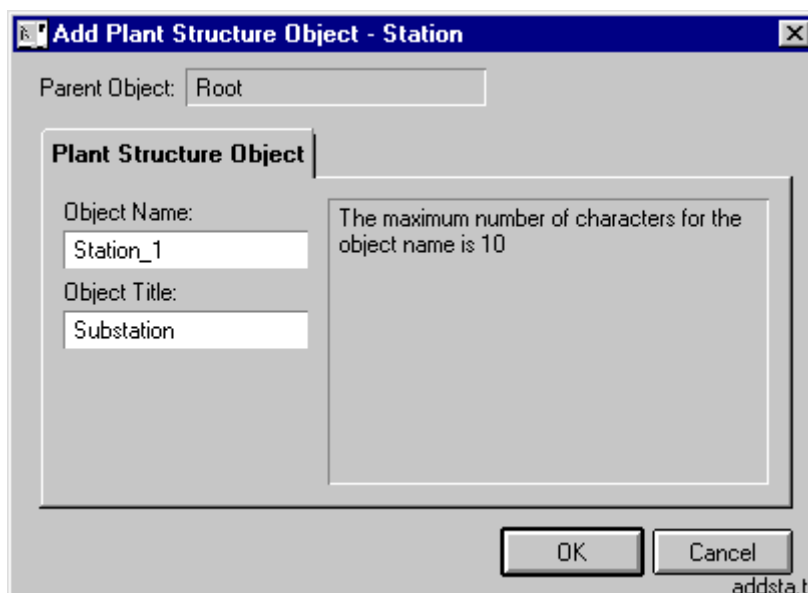 Add Plant Structure Object - Station
Parent Object: Root
Plant Structure Object
Object Name:
Station_1
Object Title:
Substation
The maximum number of characters for the
object name is 10
OK Cancel
addsta.t